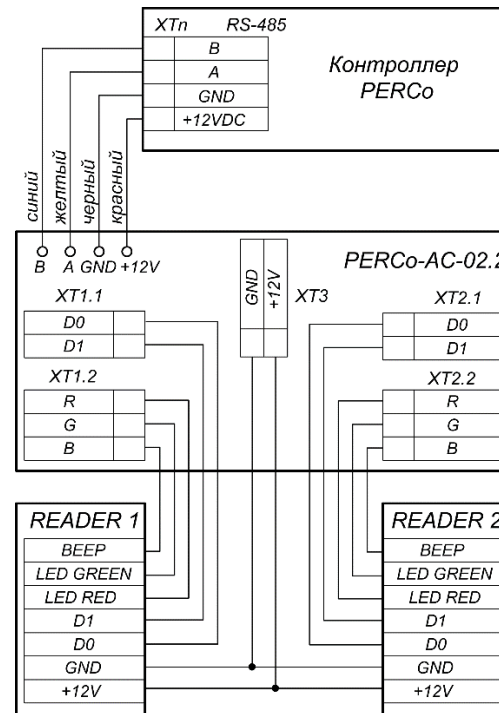 XTn RS-485
B
A
GND
+12VDC
Контроллер
PERCo
синий
желтый
черный
красный
B A GND +12V
GND
+12V
XT3
PERCo-AC-02.2
XT1.1
D0
D1
XT1.2
R
G
B
XT2.1
D0
D1
XT2.2
R
G
B
READER 1
BEEP
LED GREEN
LED RED
D1
D0
GND
+12V
READER 2
BEEP
LED GREEN
LED RED
D1
D0
GND
+12V